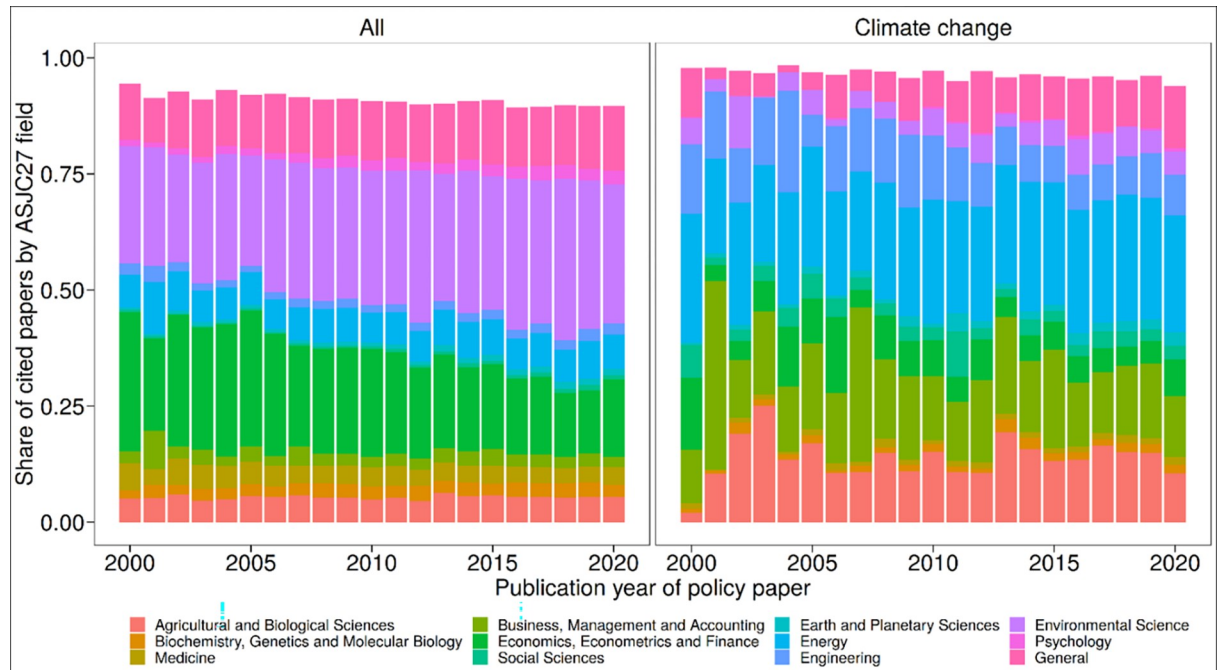 All
Climate change
Share of cited papers by ASJC27 field
1.00
0.75
0.50
0.25
0.00
2000 2005 2010 2015 2020 2000 2005 2010 2015 2020
Publication year of policy paper
Agricultural and Biological Sciences
Biochemistry, Genetics and Molecular Biology
Medicine
Business, Management and Accounting
Economics, Econometrics and Finance
Social Sciences
Earth and Planetary Sciences
Energy
Engineering
Environmental Science
Psychology
General